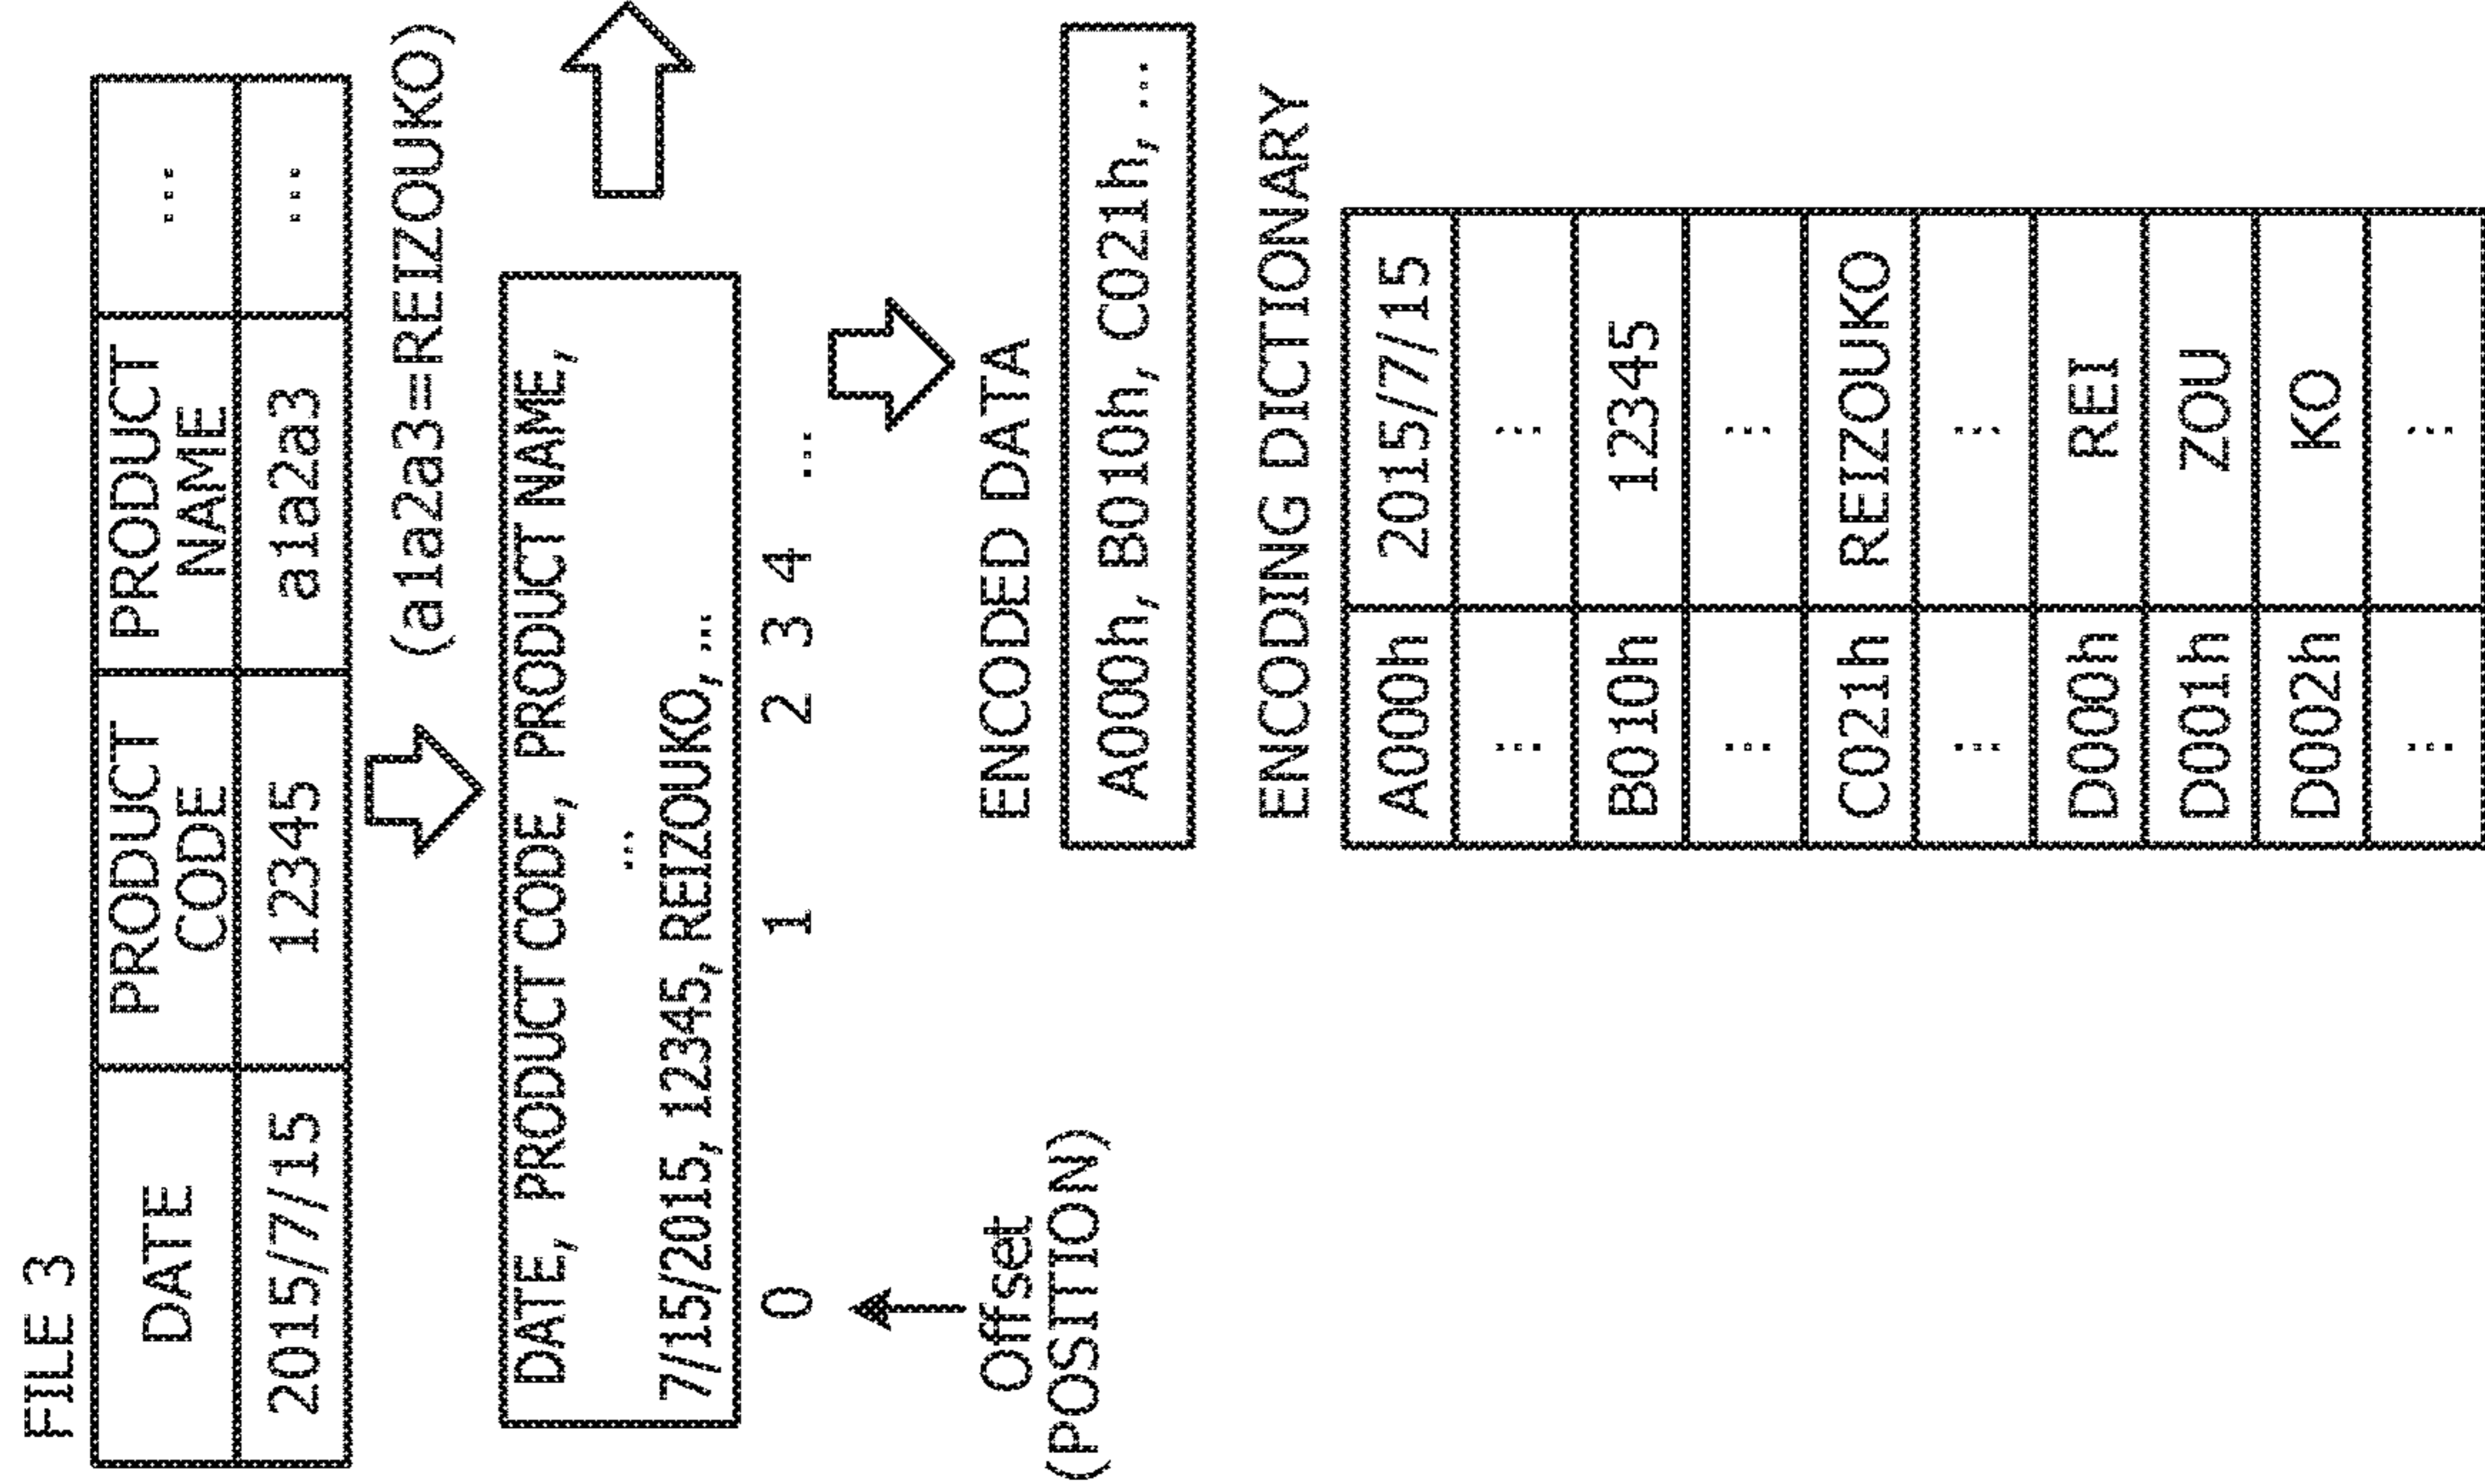 FILE 3
DATE PRODUCT CODE PRODUCT NAME ...
2015/7/15 12345 a1a2a3 ...
(a1a2a3=REIZOUKO)
DATE, PRODUCT CODE, PRODUCT NAME,
...
7/15/2015, 12345, REIZOUKO, ...
0 1 2 3 4 ...
Offset
(POSITION)
ENCODED DATA
A000h, B010h, C021h, ...
ENCODING DICTIONARY
A000h 2015/7/15
⋮ ⋮
B010h 12345
⋮ ⋮
C021h REIZOUKO
⋮ ⋮
D000h REI
D001h ZOU
D002h KO
⋮ ⋮